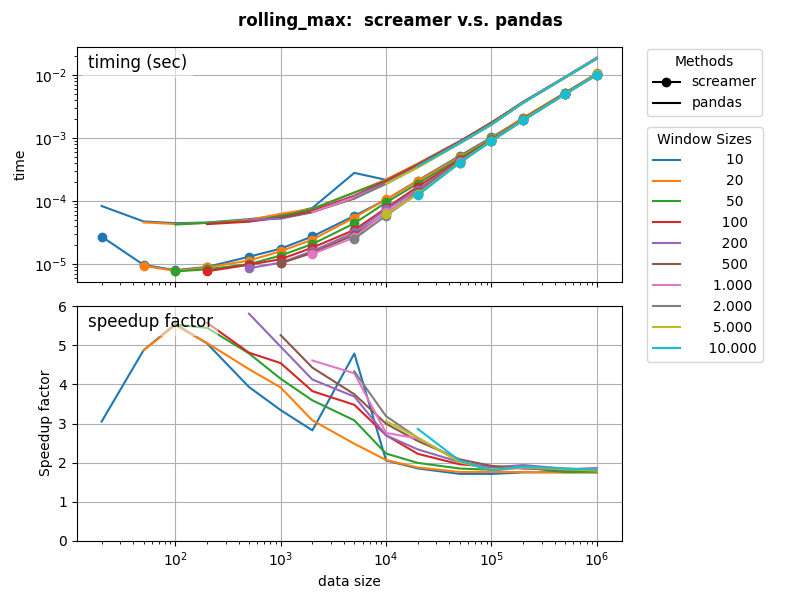 rolling_max:  screamer v.s. pandas
timing (sec)
time
10⁻²
10⁻³
10⁻⁴
10⁻⁵
Methods
screamer
pandas
Window Sizes
10
20
50
100
200
500
1.000
2.000
5.000
10.000
speedup factor
Speedup factor
6
5
4
3
2
1
0
10² 10³ 10⁴ 10⁵ 10⁶
data size